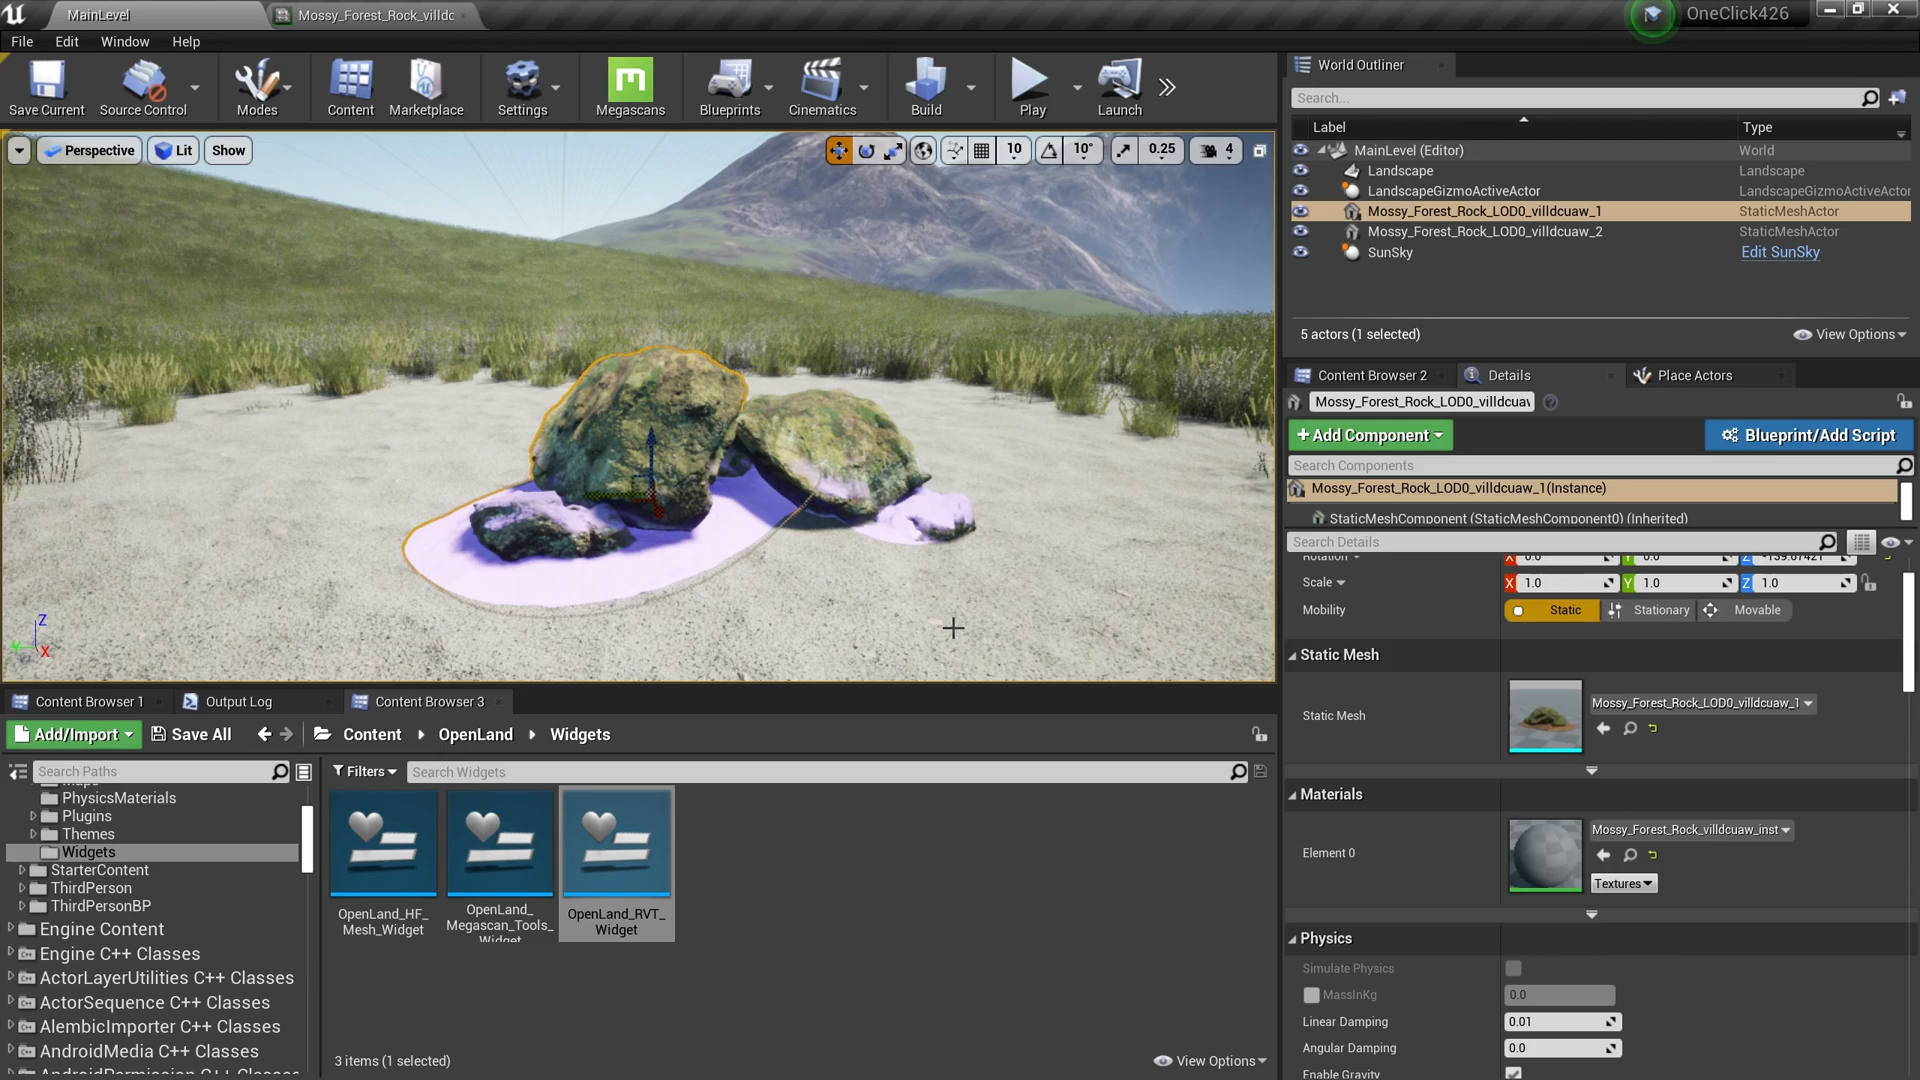 MainLevel
Mossy_Forest_Rock_villdc
OneClick426
File Edit Window Help
Save Current
Source Control
Modes
Content
Marketplace
Settings
Megascans
Blueprints
Cinematics
Build
Play
Launch
Perspective
Lit
Show
10
10°
0.25
4
Z
X
World Outliner
Search...
Label Type
MainLevel (Editor) World
Landscape Landscape
LandscapeGizmoActiveActor LandscapeGizmoActiveActor
Mossy_Forest_Rock_LOD0_villdcuaw_1 StaticMeshActor
Mossy_Forest_Rock_LOD0_villdcuaw_2 StaticMeshActor
SunSky Edit SunSky
5 actors (1 selected) View Options
Content Browser 2 Details Place Actors
Mossy_Forest_Rock_LOD0_villdcuaw
+Add Component Blueprint/Add Script
Search Components
Mossy_Forest_Rock_LOD0_villdcuaw_1(Instance)
StaticMeshComponent (StaticMeshComponent0) (Inherited)
Search Details
Scale X 1.0 Y 1.0 Z 1.0
Mobility Static Stationary Movable
Static Mesh
Static Mesh
Mossy_Forest_Rock_LOD0_villdcuaw_1
Materials
Mossy_Forest_Rock_villdcuaw_inst
Element 0
Textures
Physics
Simulate Physics
MassInKg 0.0
Linear Damping 0.01
Angular Damping 0.0
Enable Gravity
Content Browser 1 Output Log Content Browser 3
Add/Import Save All Content OpenLand Widgets
Search Paths
PhysicsMaterials
Plugins
Themes
Widgets
StarterContent
ThirdPerson
ThirdPersonBP
Engine Content
Engine C++ Classes
ActorLayerUtilities C++ Classes
ActorSequence C++ Classes
AlembicImporter C++ Classes
AndroidMedia C++ Classes
Filters Search Widgets
OpenLand_HF_
Mesh_Widget
OpenLand_
Megascan_Tools_
Widget
OpenLand_RVT_
Widget
3 items (1 selected) View Options